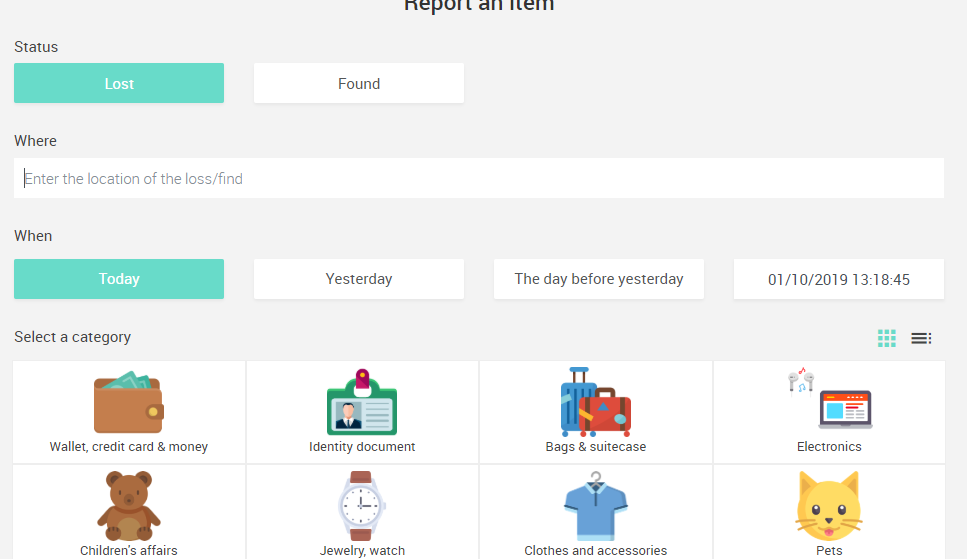 Report an item
Status
Lost
Found
Where
Enter the location of the loss/find
When
Today
Yesterday
The day before yesterday
01/10/2019 13:18:45
Select a category
Wallet, credit card & money
Identity document
Bags & suitecase
Electronics
Children's affairs
Jewelry, watch
Clothes and accessories
Pets